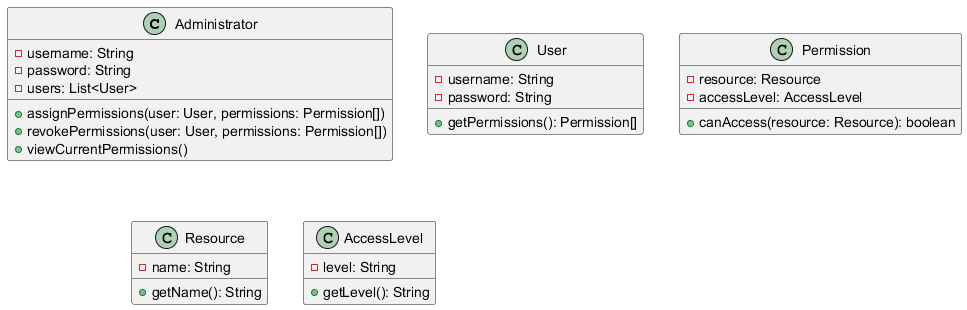 C Administrator
username: String
password: String
users: List<User>
assignPermissions(user: User, permissions: Permission[])
revokePermissions(user: User, permissions: Permission[])
viewCurrentPermissions()
C User
username: String
password: String
getPermissions(): Permission[]
C Permission
resource: Resource
accessLevel: AccessLevel
canAccess(resource: Resource): boolean
C Resource
name: String
getName(): String
C AccessLevel
level: String
getLevel(): String